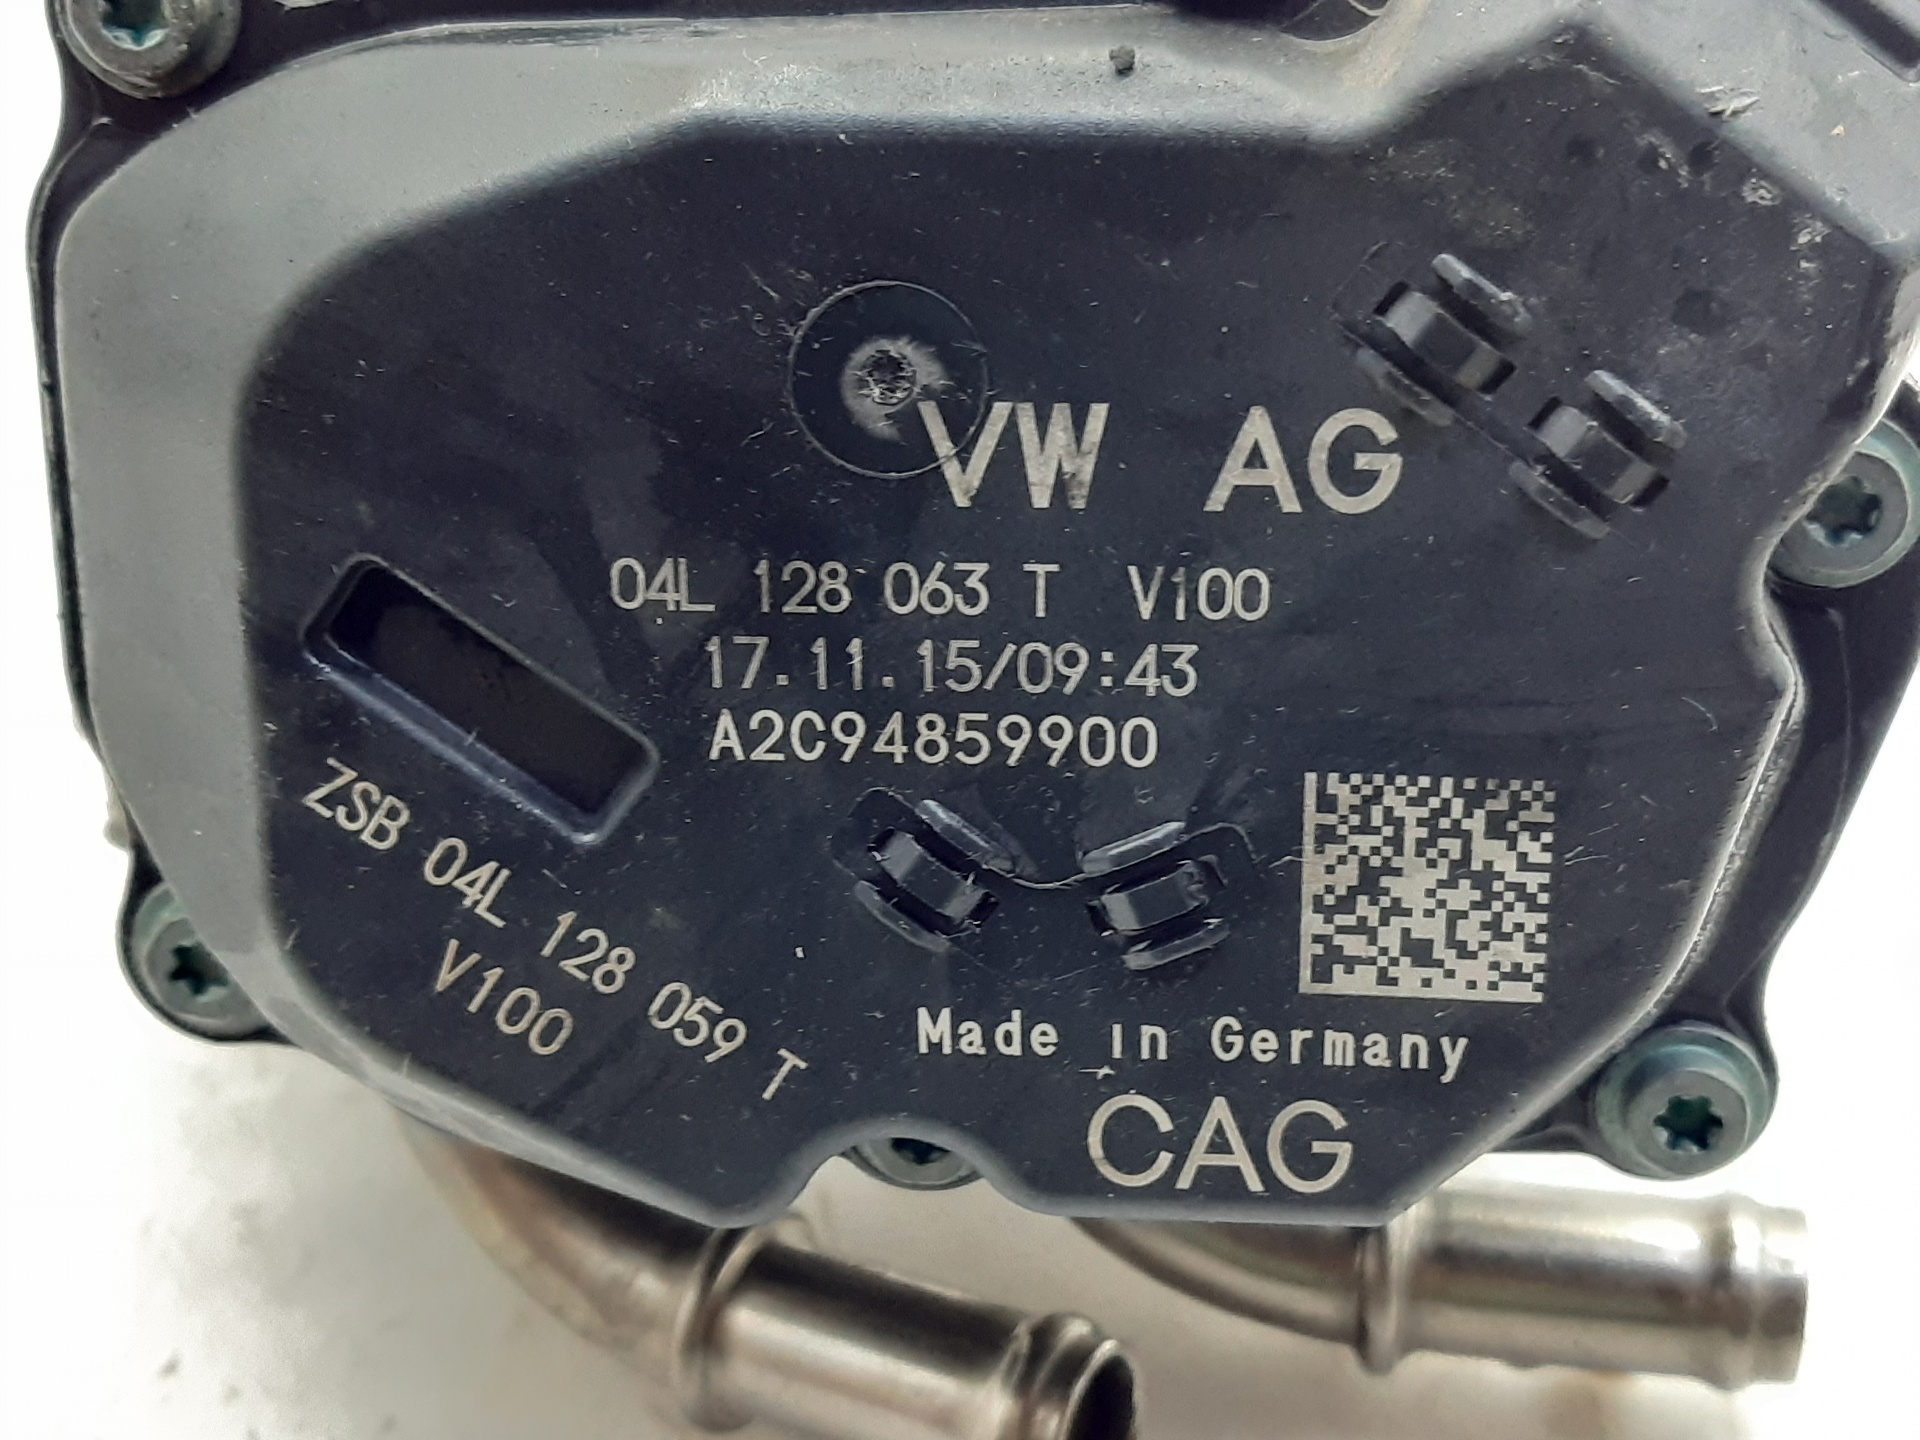 VW AG
04L 128 063 T V100
17.11.15/09:43
A2C94859900
ZSB 04L 128 059 T
V100
Made in Germany
CAG